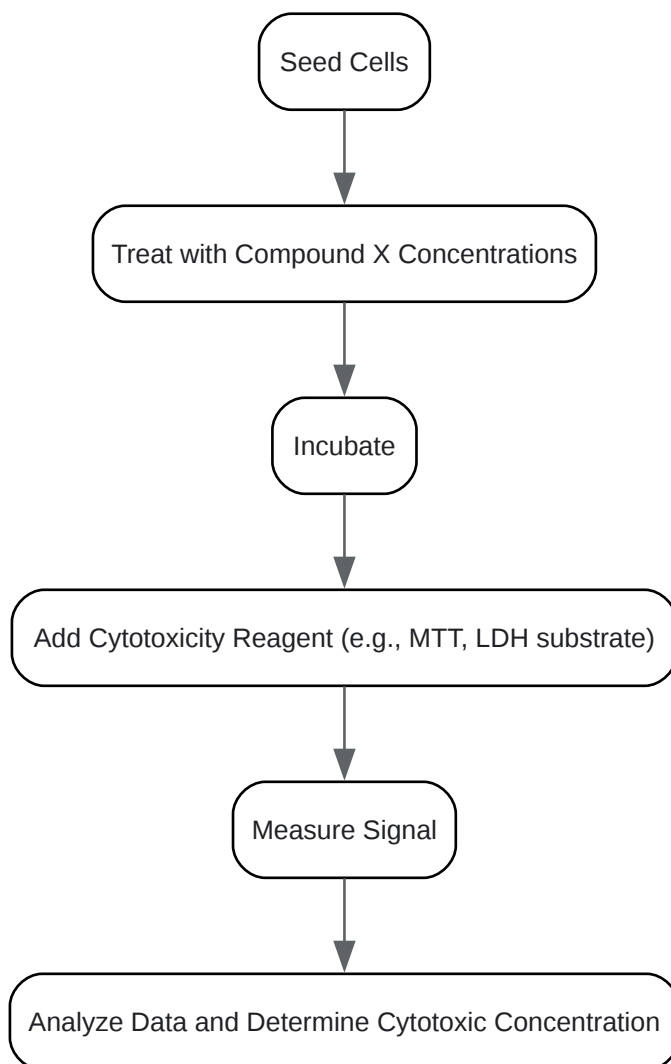 Seed Cells
Treat with Compound X Concentrations
Incubate
Add Cytotoxicity Reagent (e.g., MTT, LDH substrate)
Measure Signal
Analyze Data and Determine Cytotoxic Concentration